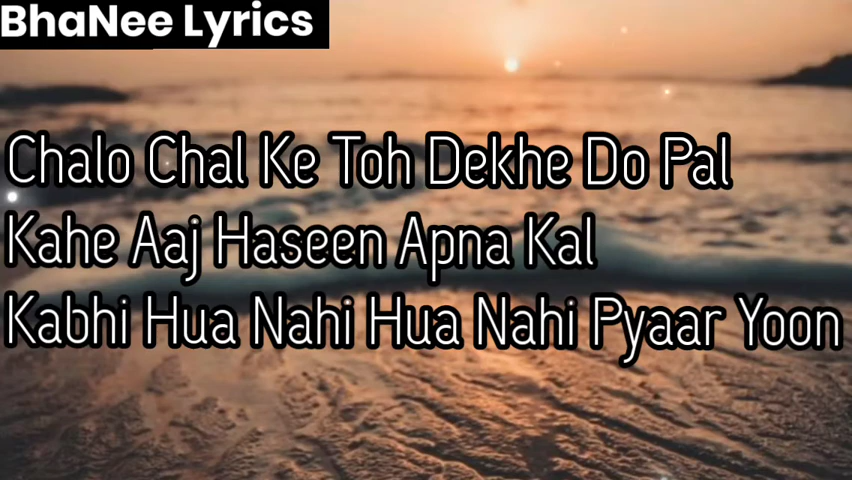 BhaNee Lyrics
Chalo Chal Ke Toh Dekhe Do Pal
Kahe Aaj Haseen Apna Kal
Kabhi Hua Nahi Hua Nahi Pyaar Yoon